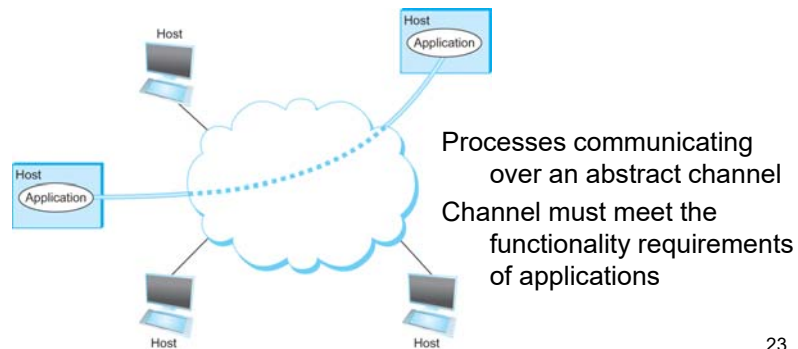 Host
Application
Host
Host
Application
Processes communicating
over an abstract channel
Channel must meet the
functionality requirements
of applications
Host
Host
23